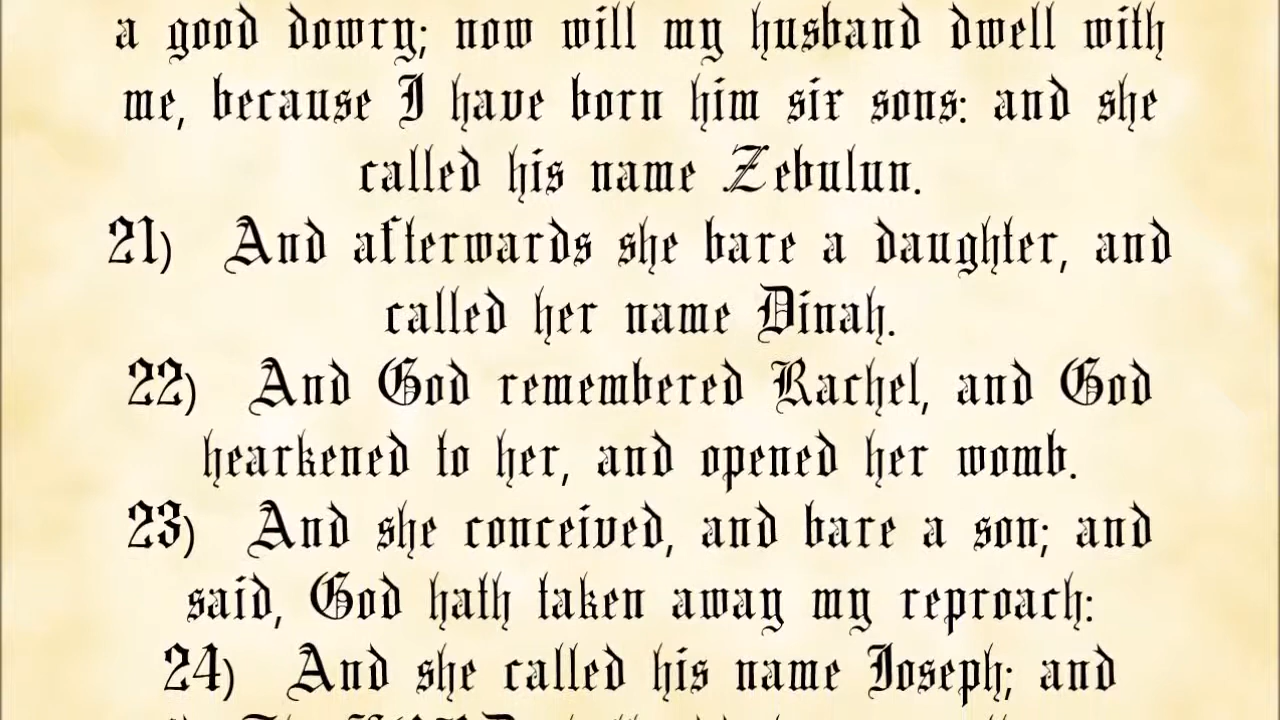 a good dowry; now will my husband dwell with
me, because I have born him six sons: and she
called his name Zebulun.
21) And afterwards she bare a daughter, and
called her name Dinah.
22) And God remembered Rachel, and God
hearkened to her, and opened her womb.
23) And she conceived, and bare a son; and
said, God hath taken away my reproach:
24) And she called his name Joseph; and